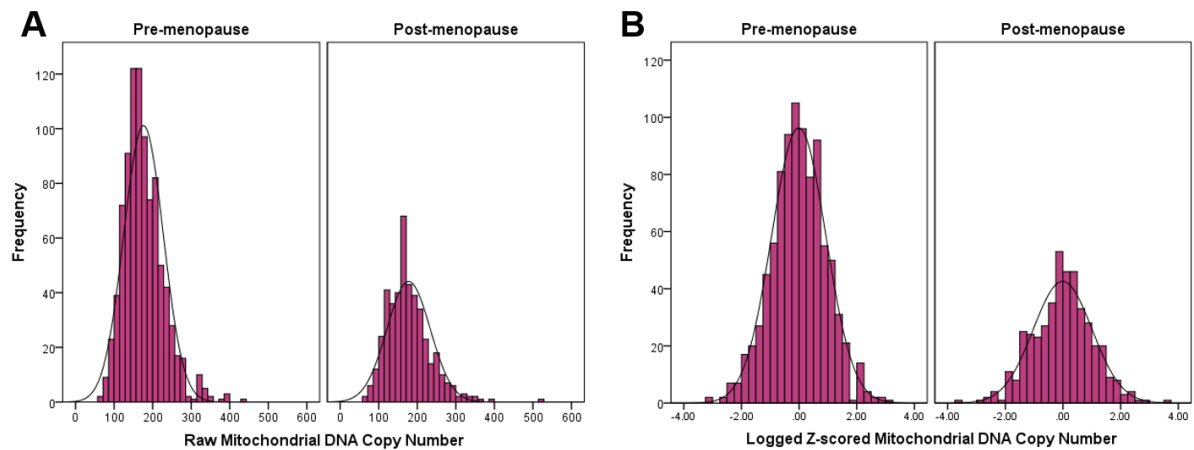 A
Pre-menopause Post-menopause
Frequency
120
100
80
60
40
20
0
0 100 200 300 400 500 600 0 100 200 300 400 500 600
Raw Mitochondrial DNA Copy Number
B
Pre-menopause Post-menopause
Frequency
120
100
80
60
40
20
0
-4.00 -2.00 .00 2.00 4.00 -4.00 -2.00 .00 2.00 4.00
Logged Z-scored Mitochondrial DNA Copy Number